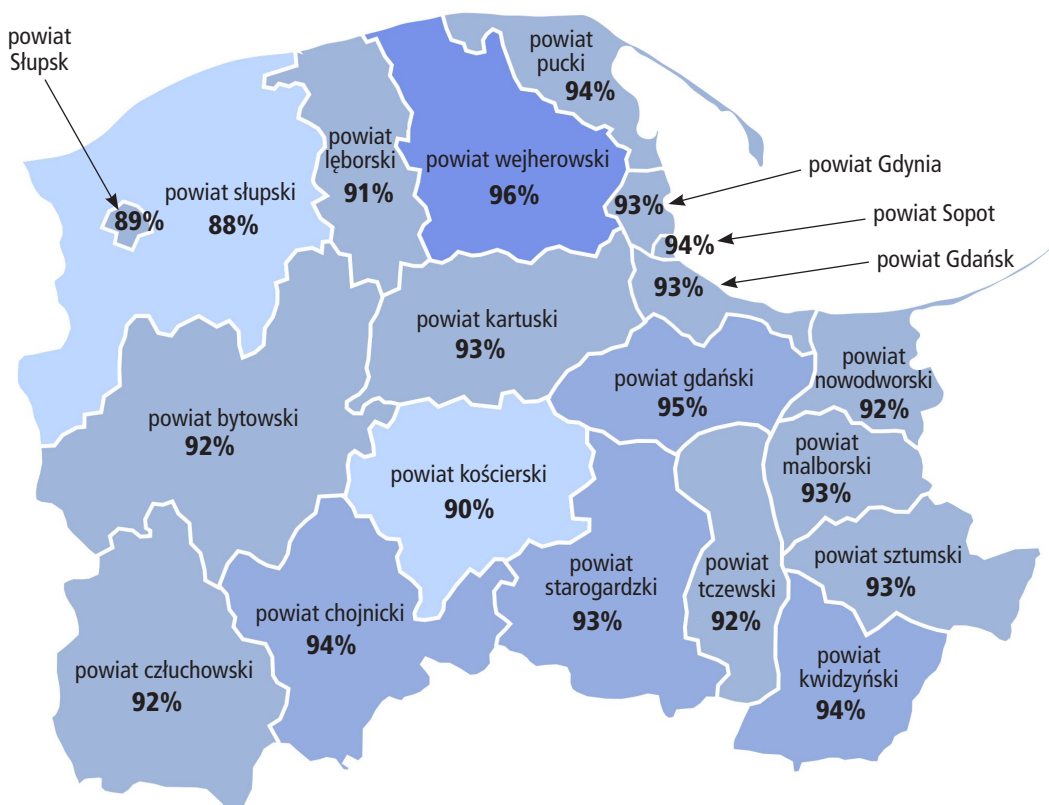 powiat
Słupsk
89%
powiat słupski
88%
powiat
lęborski
91%
powiat wejherowski
96%
powiat
pucki
94%
powiat Gdynia
93%
powiat Sopot
94%
powiat Gdańsk
93%
powiat kartuski
93%
powiat gdański
95%
powiat
nowodworski
92%
powiat bytowski
92%
powiat kościerski
90%
powiat
malborski
93%
powiat sztumski
93%
powiat
starogardzki
93%
powiat
tczewski
92%
powiat chojnicki
94%
powiat człuchowski
92%
powiat
kwidzyński
94%